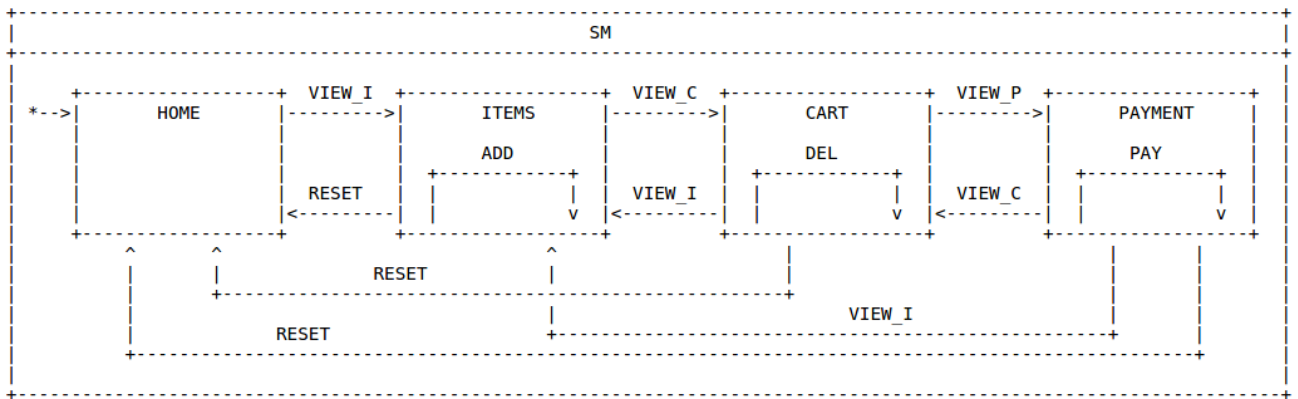 SM
VIEW_I VIEW_C VIEW_P
HOME ITEMS CART PAYMENT
ADD DEL PAY
RESET VIEW_I VIEW_C
RESET
VIEW_I
RESET